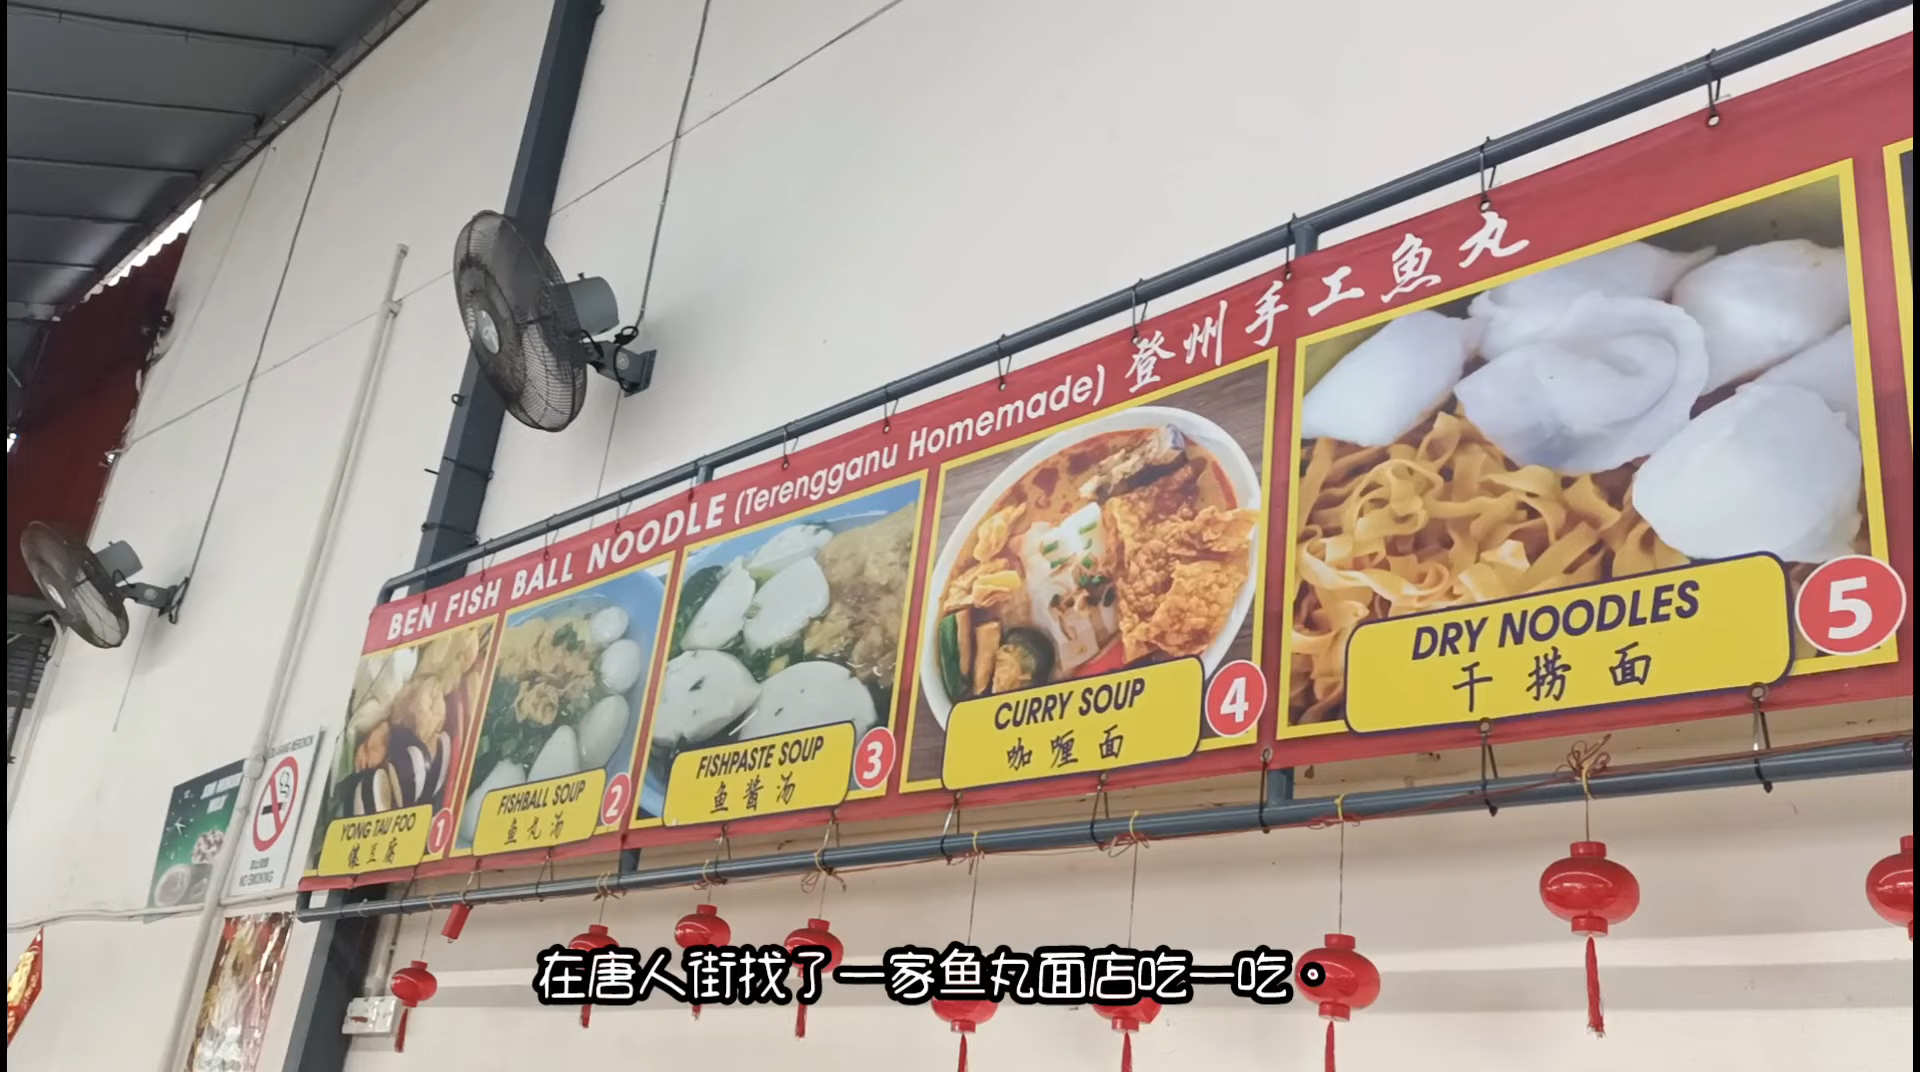 BEN FISH BALL NOODLE (Terengganu Homemade) 登州手工魚丸
YONG TAU FOO
酿豆腐
1
FISHBALL SOUP
鱼丸汤
2
FISHPASTE SOUP
鱼酱汤
3
CURRY SOUP
咖喱面
4
DRY NOODLES
干捞面
5
NO SMOKING
在唐人街找了一家鱼丸面店吃一吃。